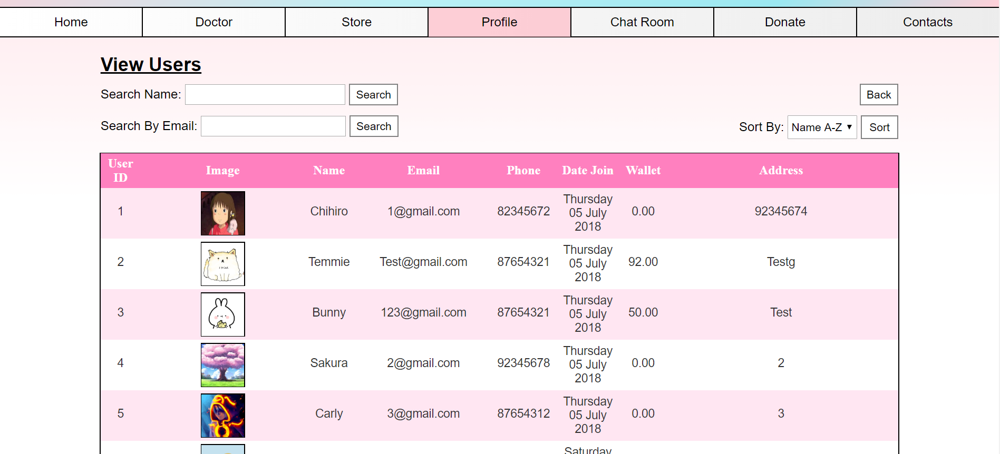 Home Doctor Store Profile Chat Room Donate Contacts
View Users
Search Name: Search Back
Search By Email: Search Sort By: Name A-Z Sort
User ID Image Name Email Phone Date Join Wallet Address
1 Chihiro 1@gmail.com 82345672 Thursday 05 July 2018 0.00 92345674
2 Temmie Test@gmail.com 87654321 Thursday 05 July 2018 92.00 Testg
3 Bunny 123@gmail.com 87654321 Thursday 05 July 2018 50.00 Test
4 Sakura 2@gmail.com 92345678 Thursday 05 July 2018 0.00 2
5 Carly 3@gmail.com 87654312 Thursday 05 July 2018 0.00 3
Saturday